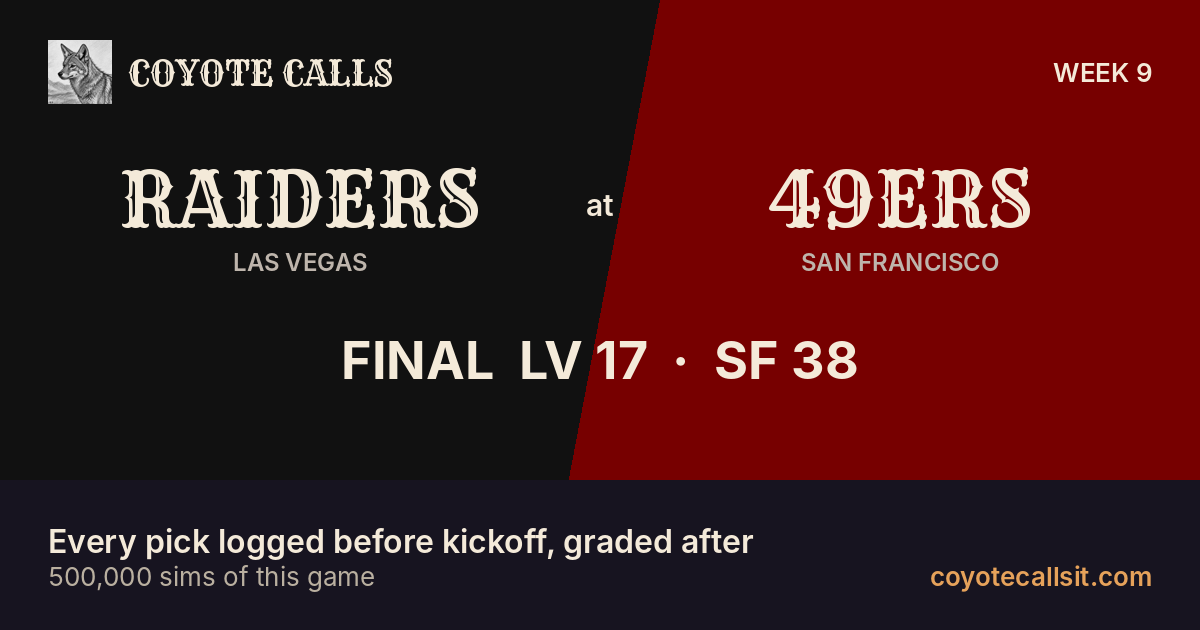 COYOTE CALLS
WEEK 9
RAIDERS at 49ERS
LAS VEGAS SAN FRANCISCO
FINAL LV 17 · SF 38
Every pick logged before kickoff, graded after
500,000 sims of this game
coyotecallsit.com